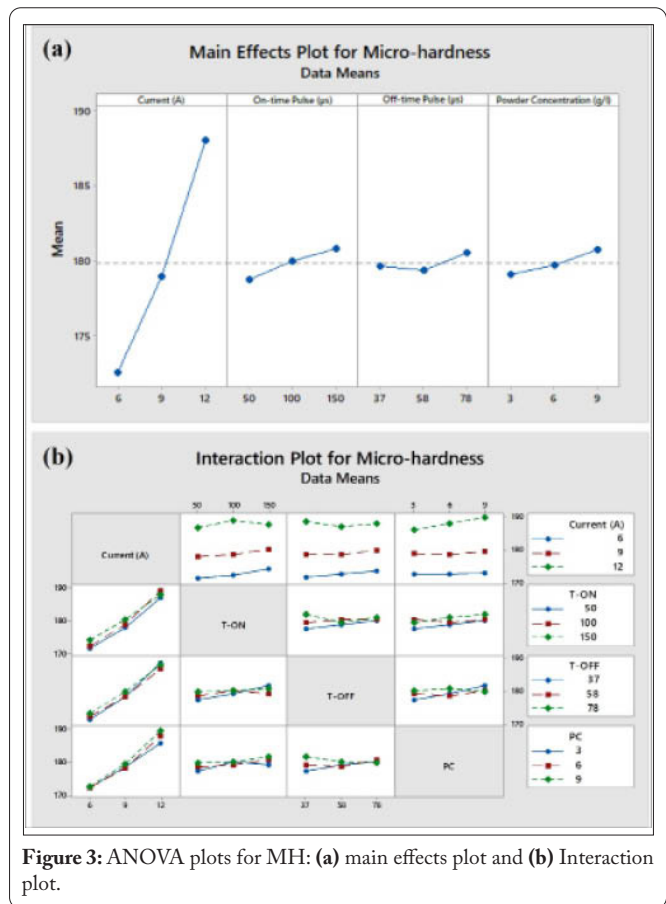 (a)
Main Effects Plot for Micro-hardness
Data Means
Current (A) On-time Pulse (µs) Off-time Pulse (µs) Powder Concentration (g/l)
Mean
190
185
180
175
6 9 12 50 100 150 37 58 78 3 6 9
(b)
Interaction Plot for Micro-hardness
Data Means
50 100 150 3 6 9
Current (A)
190
180
170
Current (A)
6
9
12
190
180
170
T-ON
T-ON
50
100
150
T-OFF
190
180
170
T-OFF
37
58
78
190
180
170
PC
PC
3
6
9
6 9 12 37 58 78
Figure 3: ANOVA plots for MH: (a) main effects plot and (b) Interaction
plot.